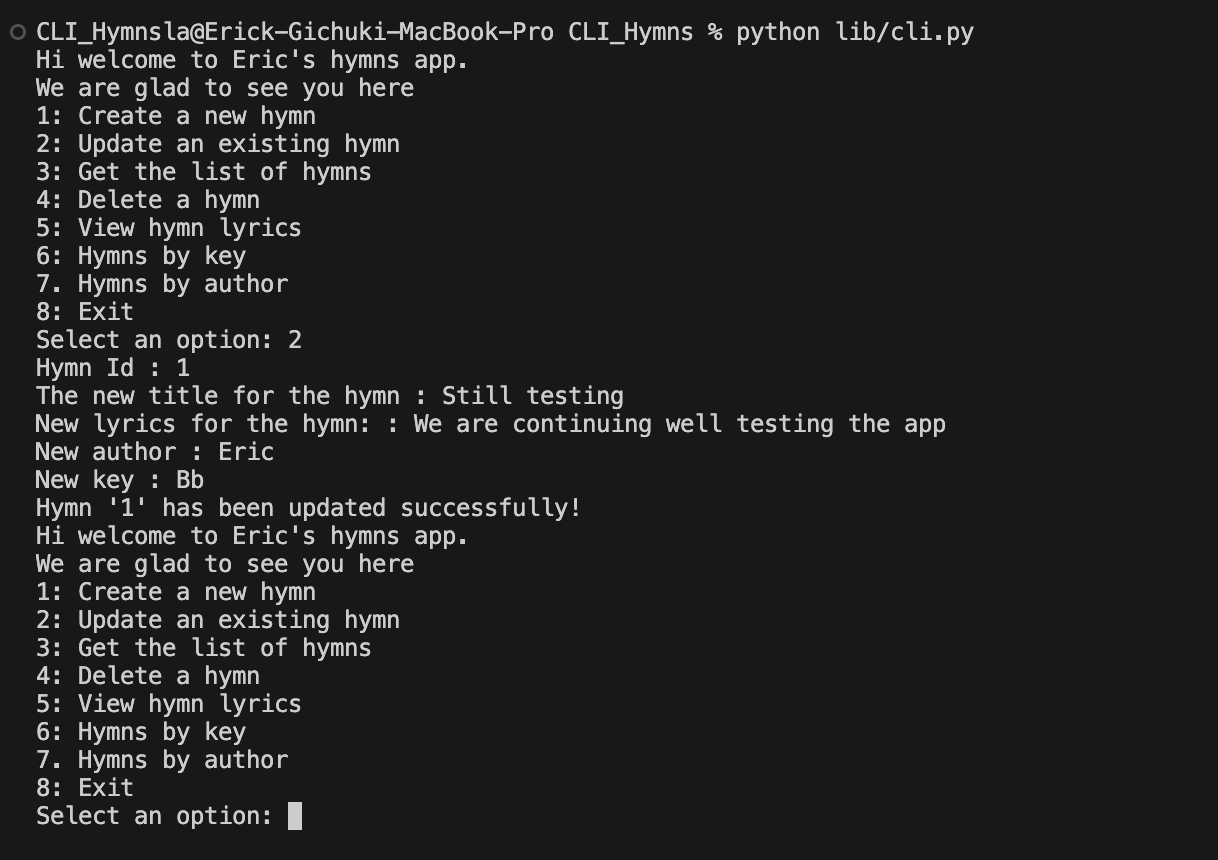 CLI_Hymnsla@Erick-Gichuki-MacBook-Pro CLI_Hymns % python lib/cli.py
Hi welcome to Eric's hymns app.
We are glad to see you here
1: Create a new hymn
2: Update an existing hymn
3: Get the list of hymns
4: Delete a hymn
5: View hymn lyrics
6: Hymns by key
7. Hymns by author
8: Exit
Select an option: 2
Hymn Id : 1
The new title for the hymn : Still testing
New lyrics for the hymn: : We are continuing well testing the app
New author : Eric
New key : Bb
Hymn '1' has been updated successfully!
Hi welcome to Eric's hymns app.
We are glad to see you here
1: Create a new hymn
2: Update an existing hymn
3: Get the list of hymns
4: Delete a hymn
5: View hymn lyrics
6: Hymns by key
7. Hymns by author
8: Exit
Select an option: